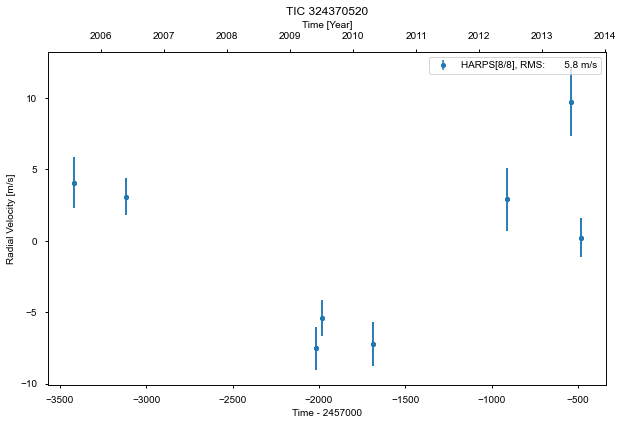 TIC 324370520
Time [Year]
2006 2007 2008 2009 2010 2011 2012 2013 2014
HARPS[8/8], RMS: 5.8 m/s
10
5
0
−5
−10
Radial Velocity [m/s]
−3500 −3000 −2500 −2000 −1500 −1000 −500
Time - 2457000